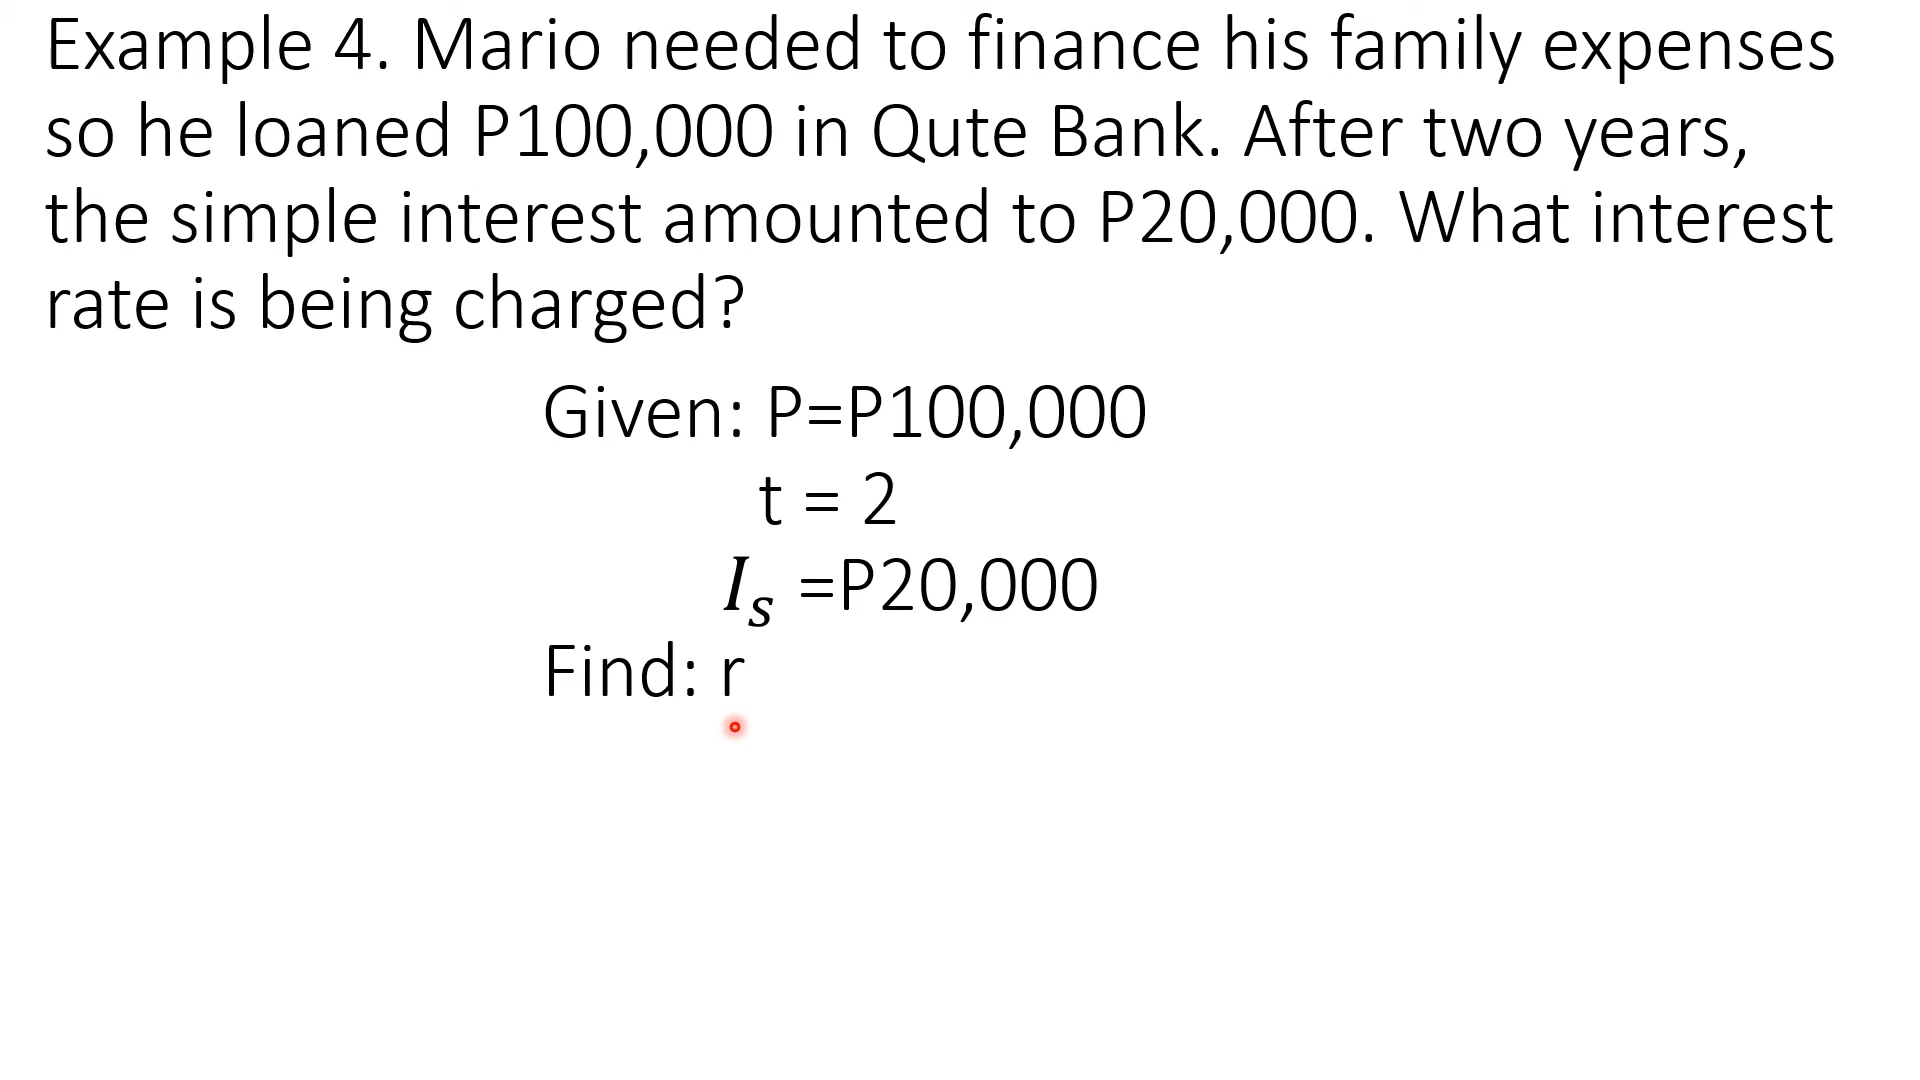 Example 4. Mario needed to finance his family expenses
so he loaned P100,000 in Qute Bank. After two years,
the simple interest amounted to P20,000. What interest
rate is being charged?
Given: P=P100,000
t = 2
Iₛ =P20,000
Find: r